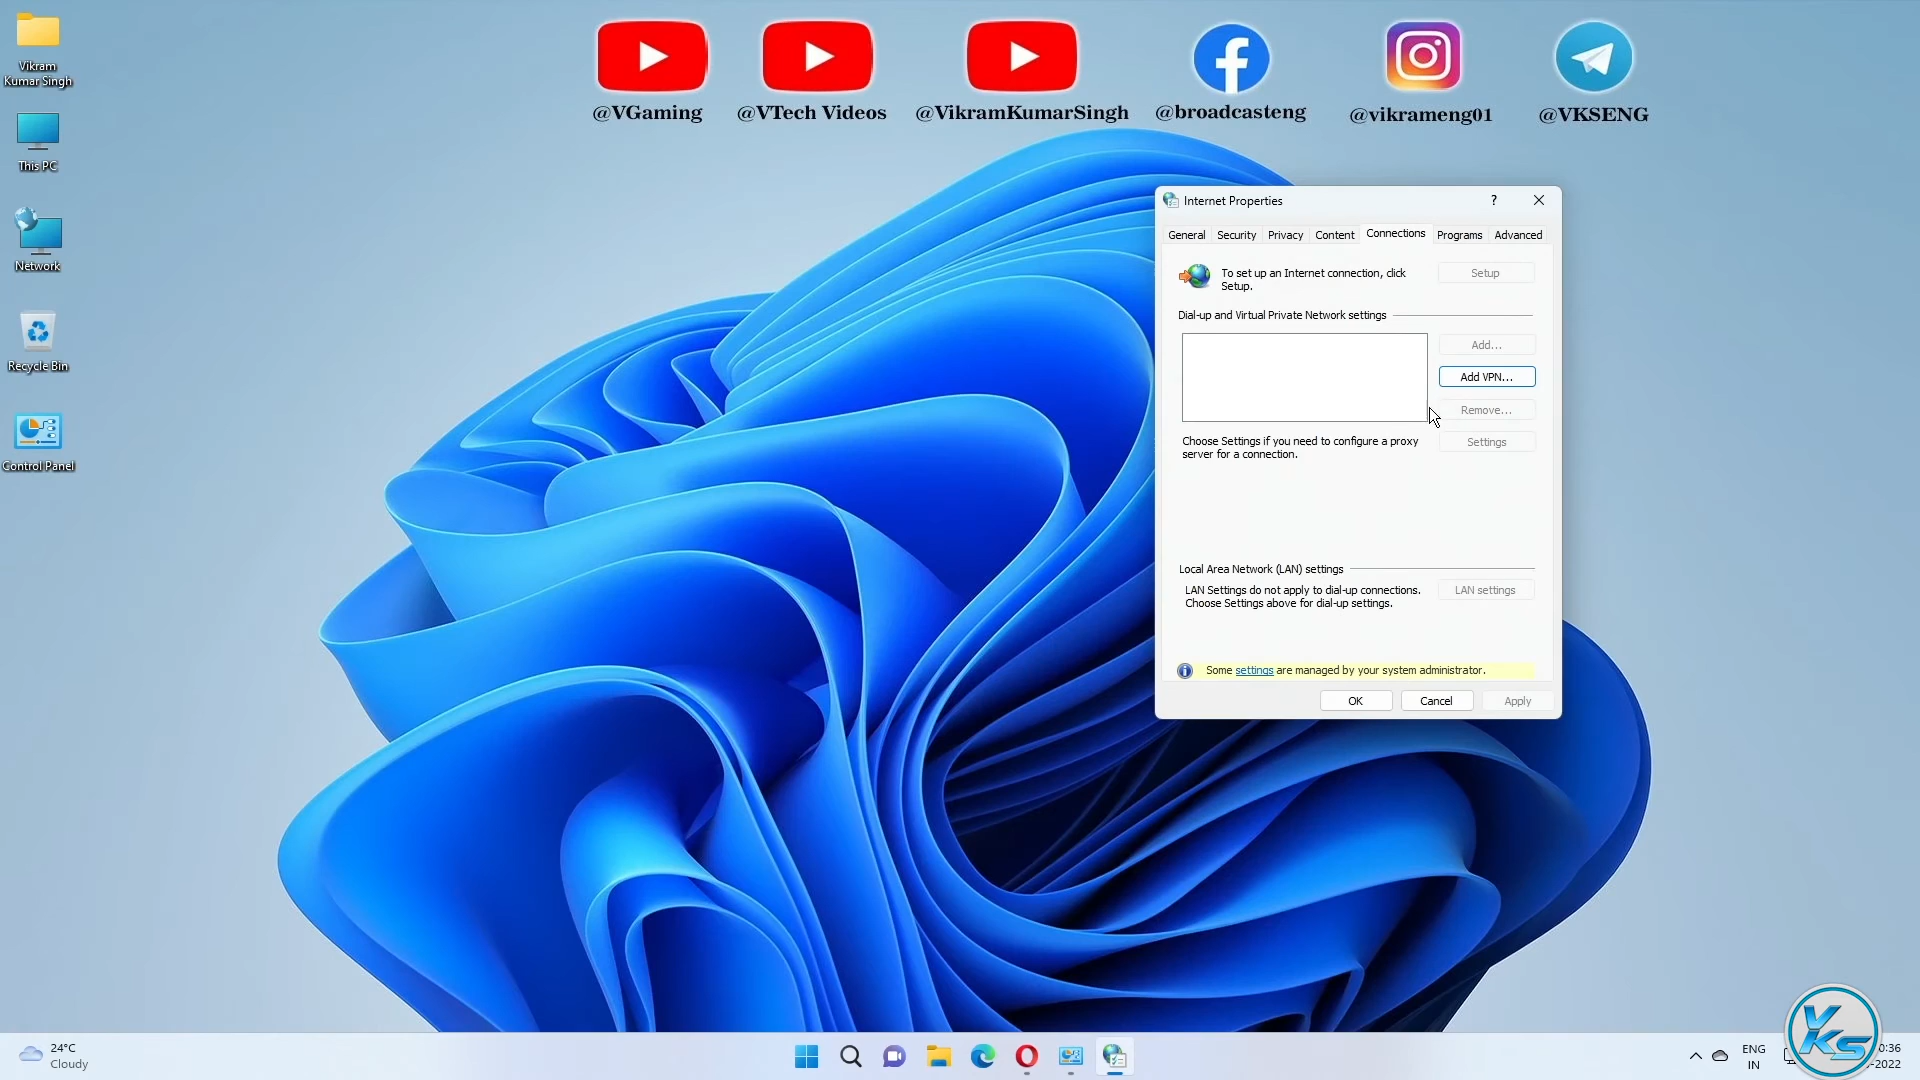 Vikram
Kumar Singh
This PC
Network
Recycle Bin
Control Panel
@VGaming
@VTech Videos
@VikramKumarSingh
@broadcasteng
@vikrameng01
@VKSENG
Internet Properties
?
General
Security
Privacy
Content
Connections
Programs
Advanced
To set up an Internet connection, click
Setup.
Setup
Dial-up and Virtual Private Network settings
Add...
Add VPN...
Remove...
Choose Settings if you need to configure a proxy
server for a connection.
Settings
Local Area Network (LAN) settings
LAN Settings do not apply to dial-up connections.
Choose Settings above for dial-up settings.
LAN settings
Some settings are managed by your system administrator.
OK
Cancel
Apply
24°C
Cloudy
ENG
IN
VKS
0:36
-2022